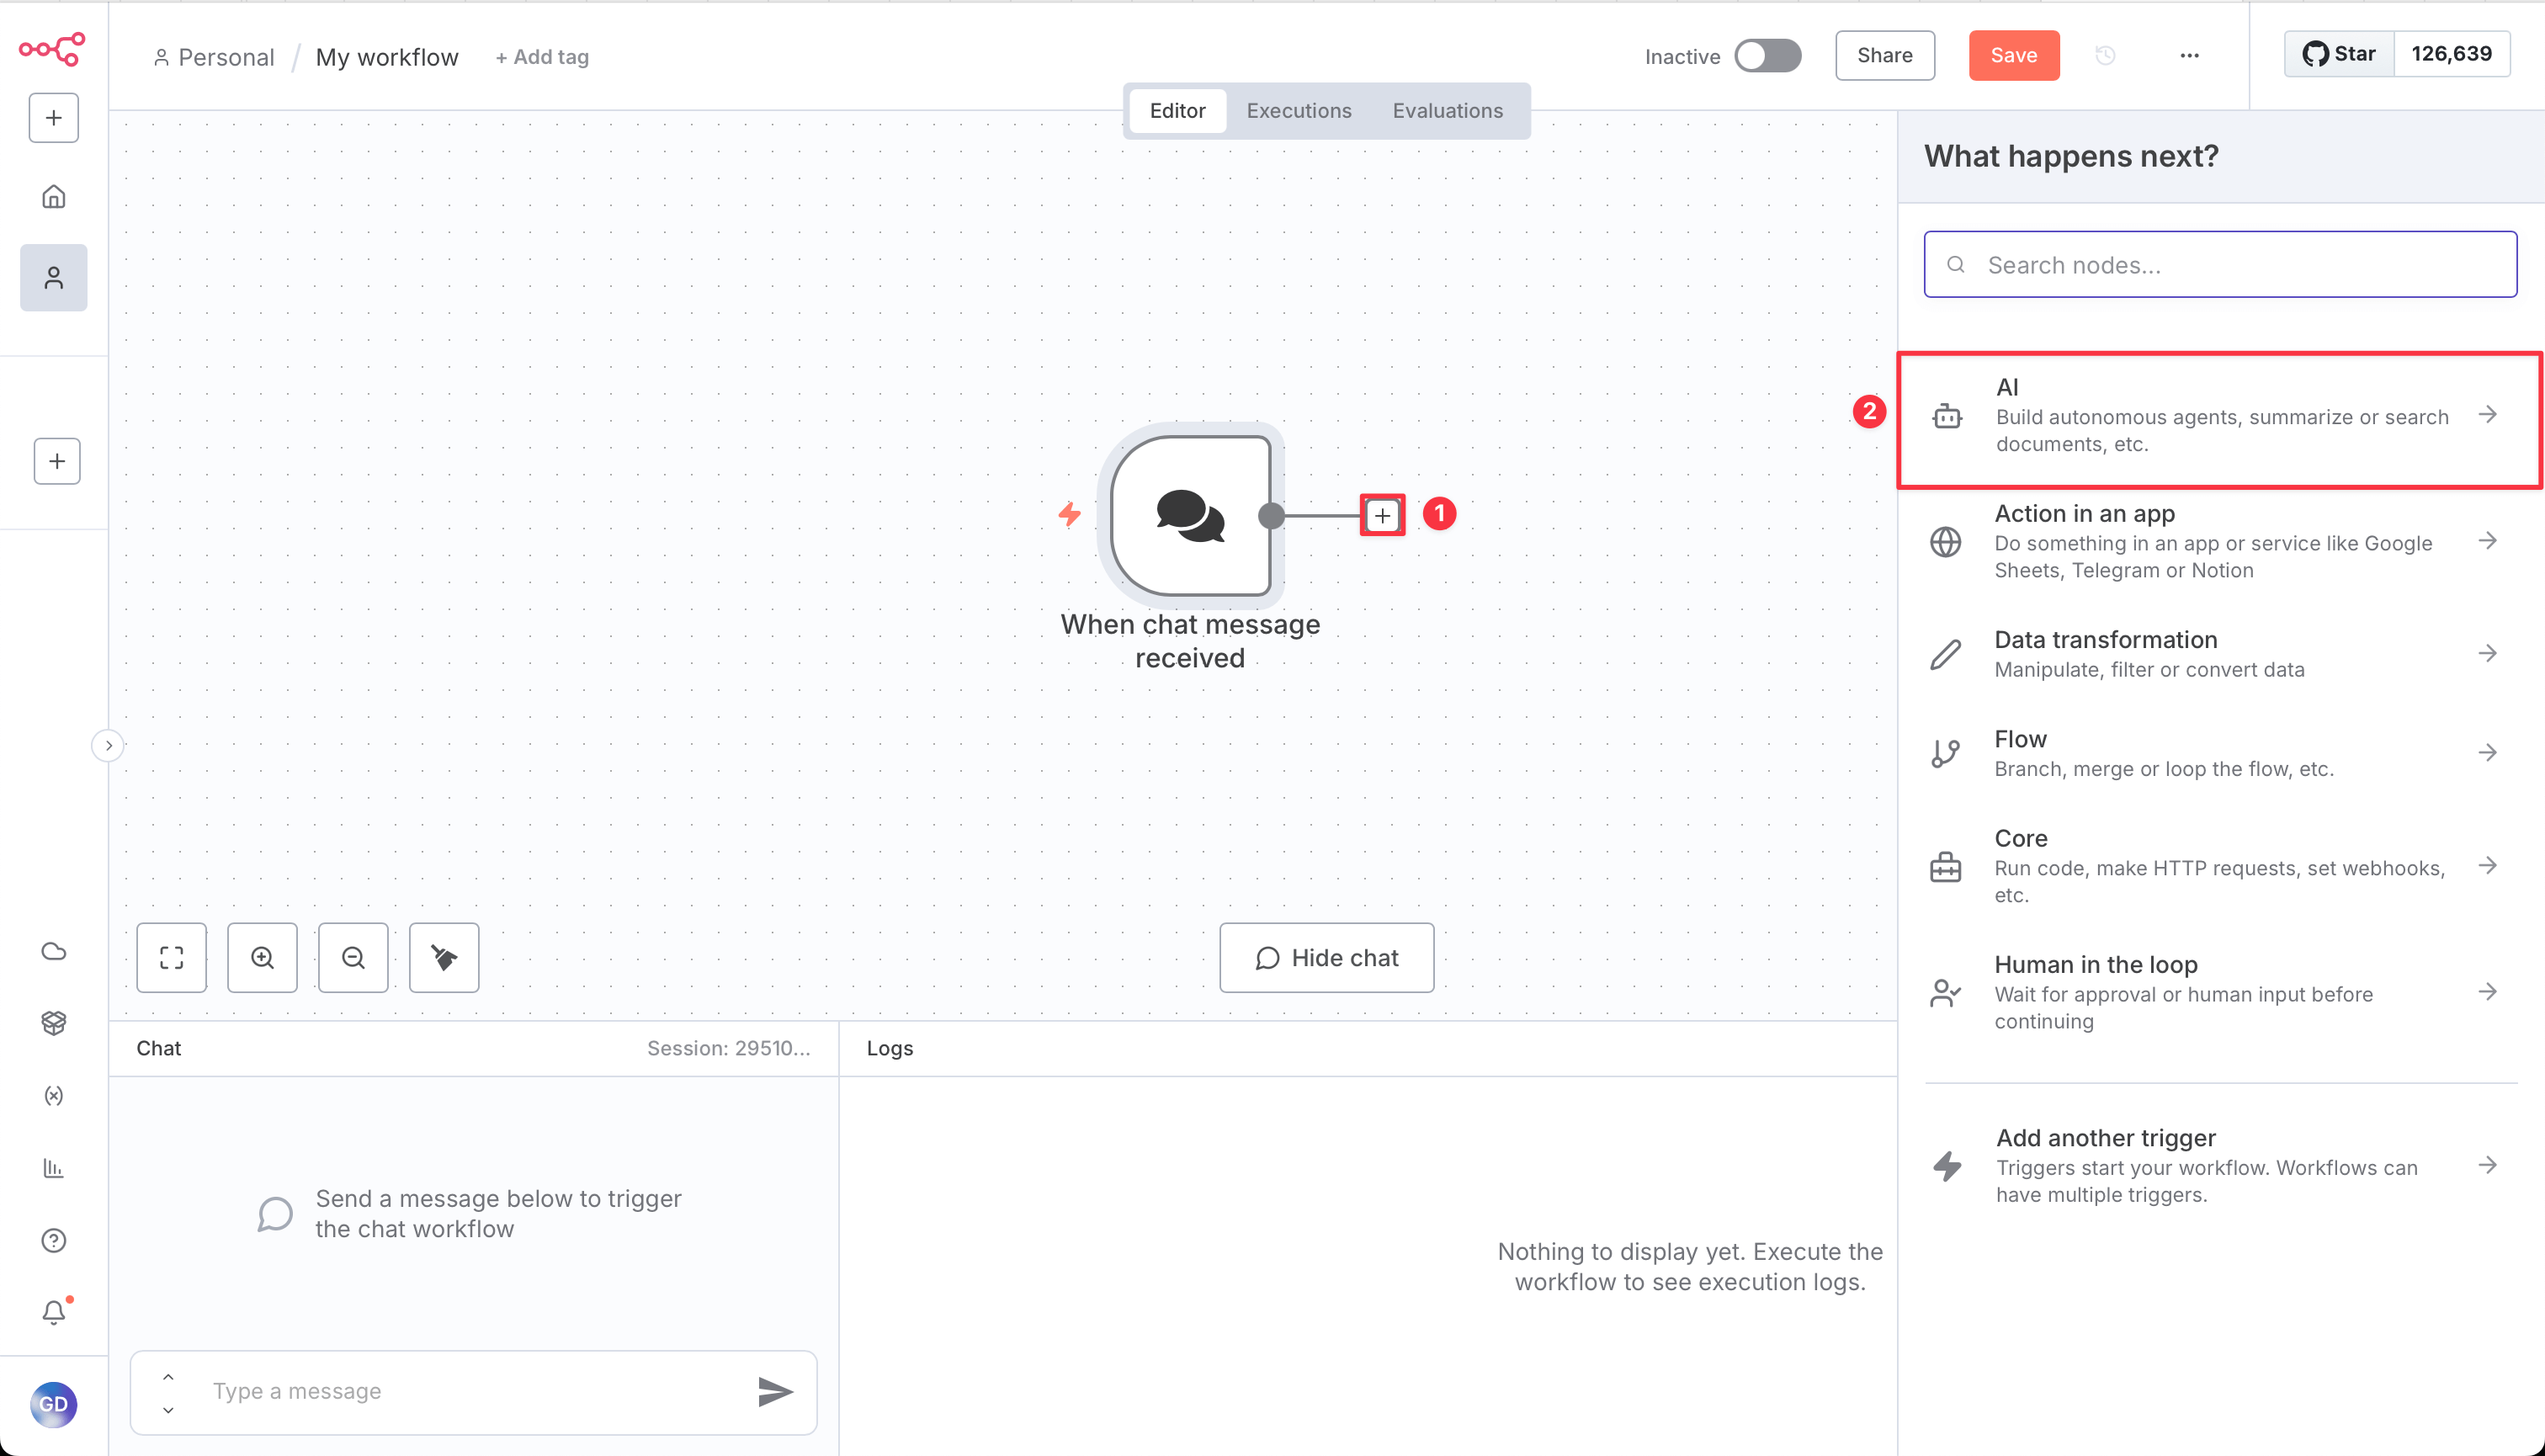 Personal / My workflow + Add tag
Inactive Share Save ... Star 126,639
Editor Executions Evaluations
When chat message
received
1
2
Hide chat
Chat Session: 29510...
Send a message below to trigger
the chat workflow
Type a message
Logs
Nothing to display yet. Execute the
workflow to see execution logs.
GD
What happens next?
Search nodes...
AI
Build autonomous agents, summarize or search
documents, etc.
Action in an app
Do something in an app or service like Google
Sheets, Telegram or Notion
Data transformation
Manipulate, filter or convert data
Flow
Branch, merge or loop the flow, etc.
Core
Run code, make HTTP requests, set webhooks,
etc.
Human in the loop
Wait for approval or human input before
continuing
Add another trigger
Triggers start your workflow. Workflows can
have multiple triggers.